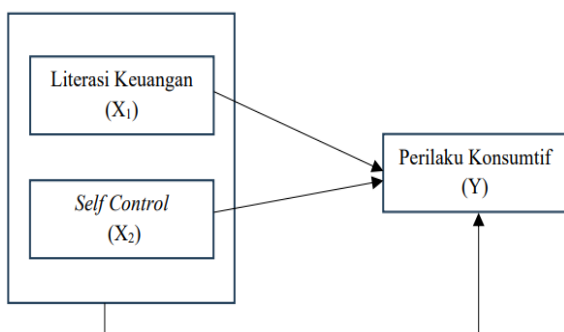 Literasi Keuangan
(X₁)
Perilaku Konsumtif
(Y)
Self Control
(X₂)